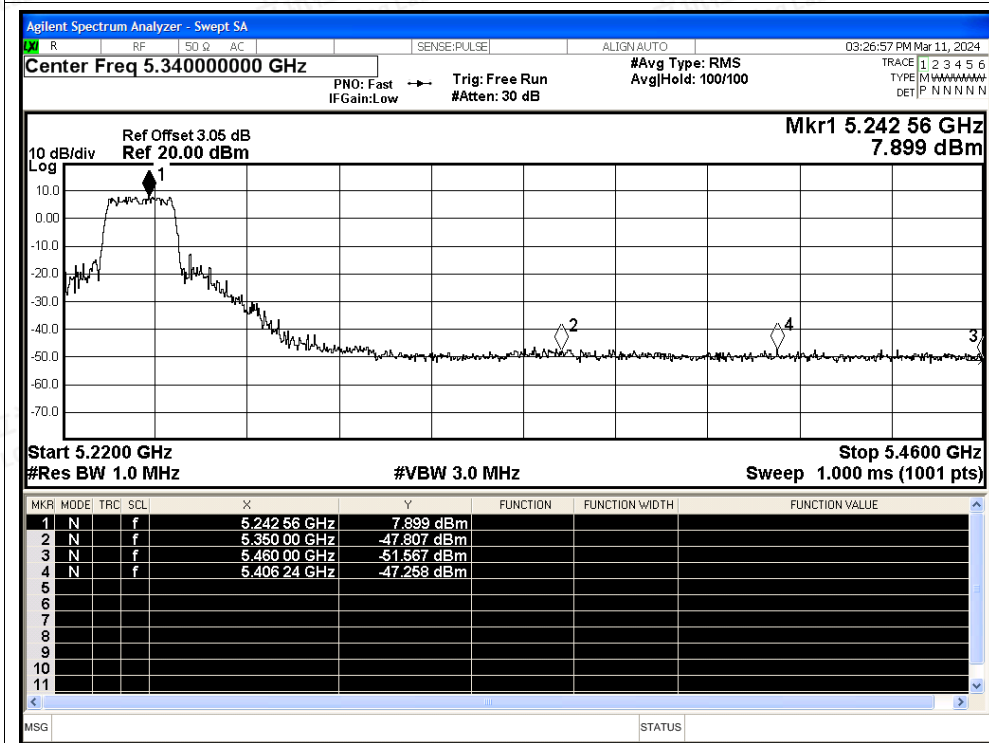 Agilent Spectrum Analyzer - Swept SA
LXI R RF 50 Ω AC SENSE:PULSE ALIGN AUTO 03:26:57 PM Mar 11, 2024
Center Freq 5.340000000 GHz
PNO: Fast
IFGain:Low
Trig: Free Run
#Atten: 30 dB
#Avg Type: RMS
Avg|Hold: 100/100
TRACE 1 2 3 4 5 6
TYPE M
DET P N N N N N
Mkr1 5.242 56 GHz
7.899 dBm
Ref Offset 3.05 dB
10 dB/div Ref 20.00 dBm
Log
10.0
0.00
-10.0
-20.0
-30.0
-40.0
-50.0
-60.0
-70.0
1
2
4
3
Start 5.2200 GHz Stop 5.4600 GHz
#Res BW 1.0 MHz #VBW 3.0 MHz Sweep 1.000 ms (1001 pts)
MKR MODE TRC SCL X Y FUNCTION FUNCTION WIDTH FUNCTION VALUE
1 N f 5.242 56 GHz 7.899 dBm
2 N f 5.350 00 GHz -47.807 dBm
3 N f 5.460 00 GHz -51.567 dBm
4 N f 5.406 24 GHz -47.258 dBm
5
6
7
8
9
10
11
MSG STATUS